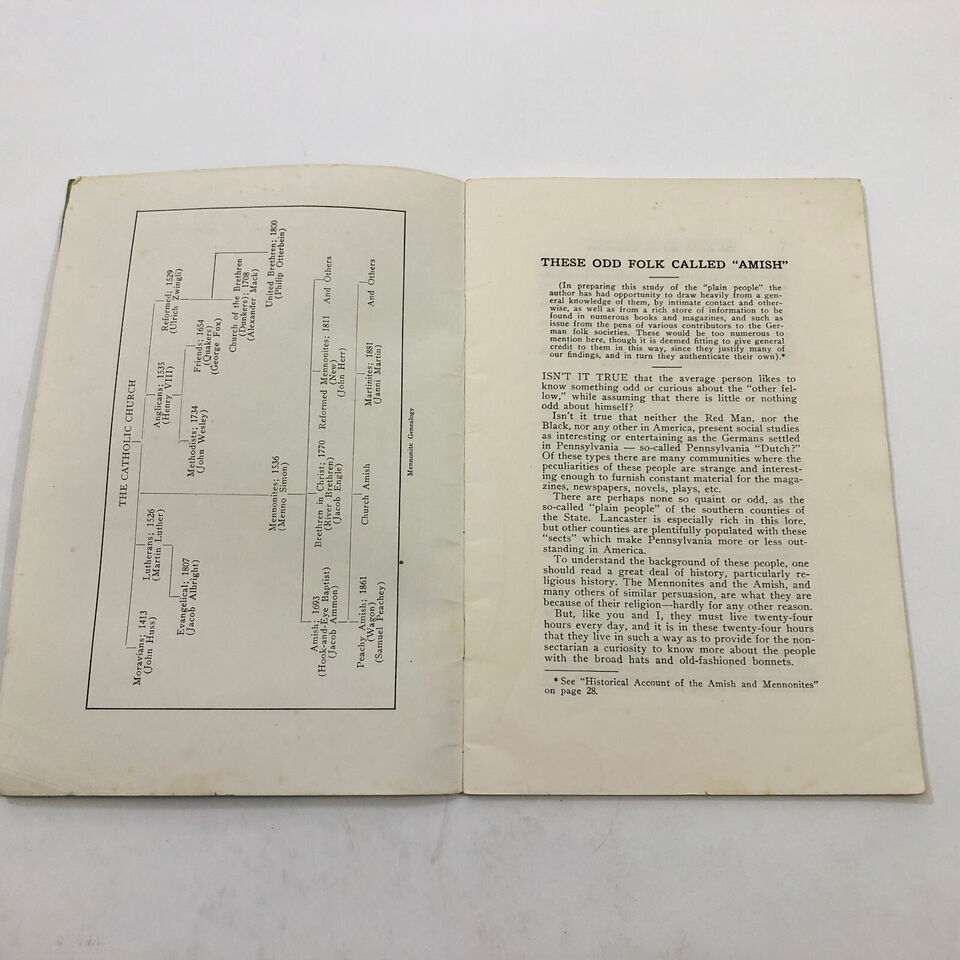 THE CATHOLIC CHURCH
Moravians; 1413
(John Huss)
Lutherans; 1526
(Martin Luther)
Anglicans; 1535
(Henry VIII)
Reformed; 1529
(Ulrich Zwingli)
Evangelical; 1807
(Jacob Albright)
Methodists; 1734
(John Wesley)
Friends; 1654
(Quakers)
(George Fox)
Church of the Brethren
(Dunkers); 1708
(Alexander Mack)
Mennonites; 1536
(Menno Simon)
United Brethren; 1800
(Philip Otterbein)
Amish; 1693
(Hook-and-Eye Baptist)
(Jacob Ammon)
Brethren in Christ; 1770
(River Brethren)
(Jacob Engle)
Reformed Mennonites; 1811
(New)
(John Herr)
And Others
Peachy Amish; 1861
(Wagon)
(Samuel Peachey)
Church Amish
Martinites; 1881
(Janni Martin)
And Others
Mennonite Genealogy
THESE ODD FOLK CALLED "AMISH"
(In preparing this study of the "plain people" the
author has had opportunity to draw heavily from a gen-
eral knowledge of them, by intimate contact and other-
wise, as well as from a rich store of information to be
found in numerous books and magazines, and such as
issue from the pens of various contributors to the Ger-
man folk societies. These would be too numerous to
mention here, though it is deemed fitting to give general
credit to them in this way, since they justify many of
our findings, and in turn they authenticate their own).*
ISN'T IT TRUE that the average person likes to
know something odd or curious about the "other fel-
low," while assuming that there is little or nothing
odd about himself?
Isn't it true that neither the Red Man, nor the
Black, nor any other in America, present social studies
as interesting or entertaining as the Germans settled
in Pennsylvania — so-called Pennsylvania "Dutch?"
Of these types there are many communities where the
peculiarities of these people are strange and interest-
ing enough to furnish constant material for the maga-
zines, newspapers, novels, plays, etc.
There are perhaps none so quaint or odd, as the
so-called "plain people" of the southern counties of
the State. Lancaster is especially rich in this lore,
but other counties are plentifully populated with these
"sects" which make Pennsylvania more or less out-
standing in America.
To understand the background of these people, one
should read a great deal of history, particularly re-
ligious history. The Mennonites and the Amish, and
many others of similar persuasion, are what they are
because of their religion—hardly for any other reason.
But, like you and I, they must live twenty-four
hours every day, and it is in these twenty-four hours
that they live in such a way as to provide for the non-
sectarian a curiosity to know more about the people
with the broad hats and old-fashioned bonnets.
* See "Historical Account of the Amish and Mennonites"
on page 28.